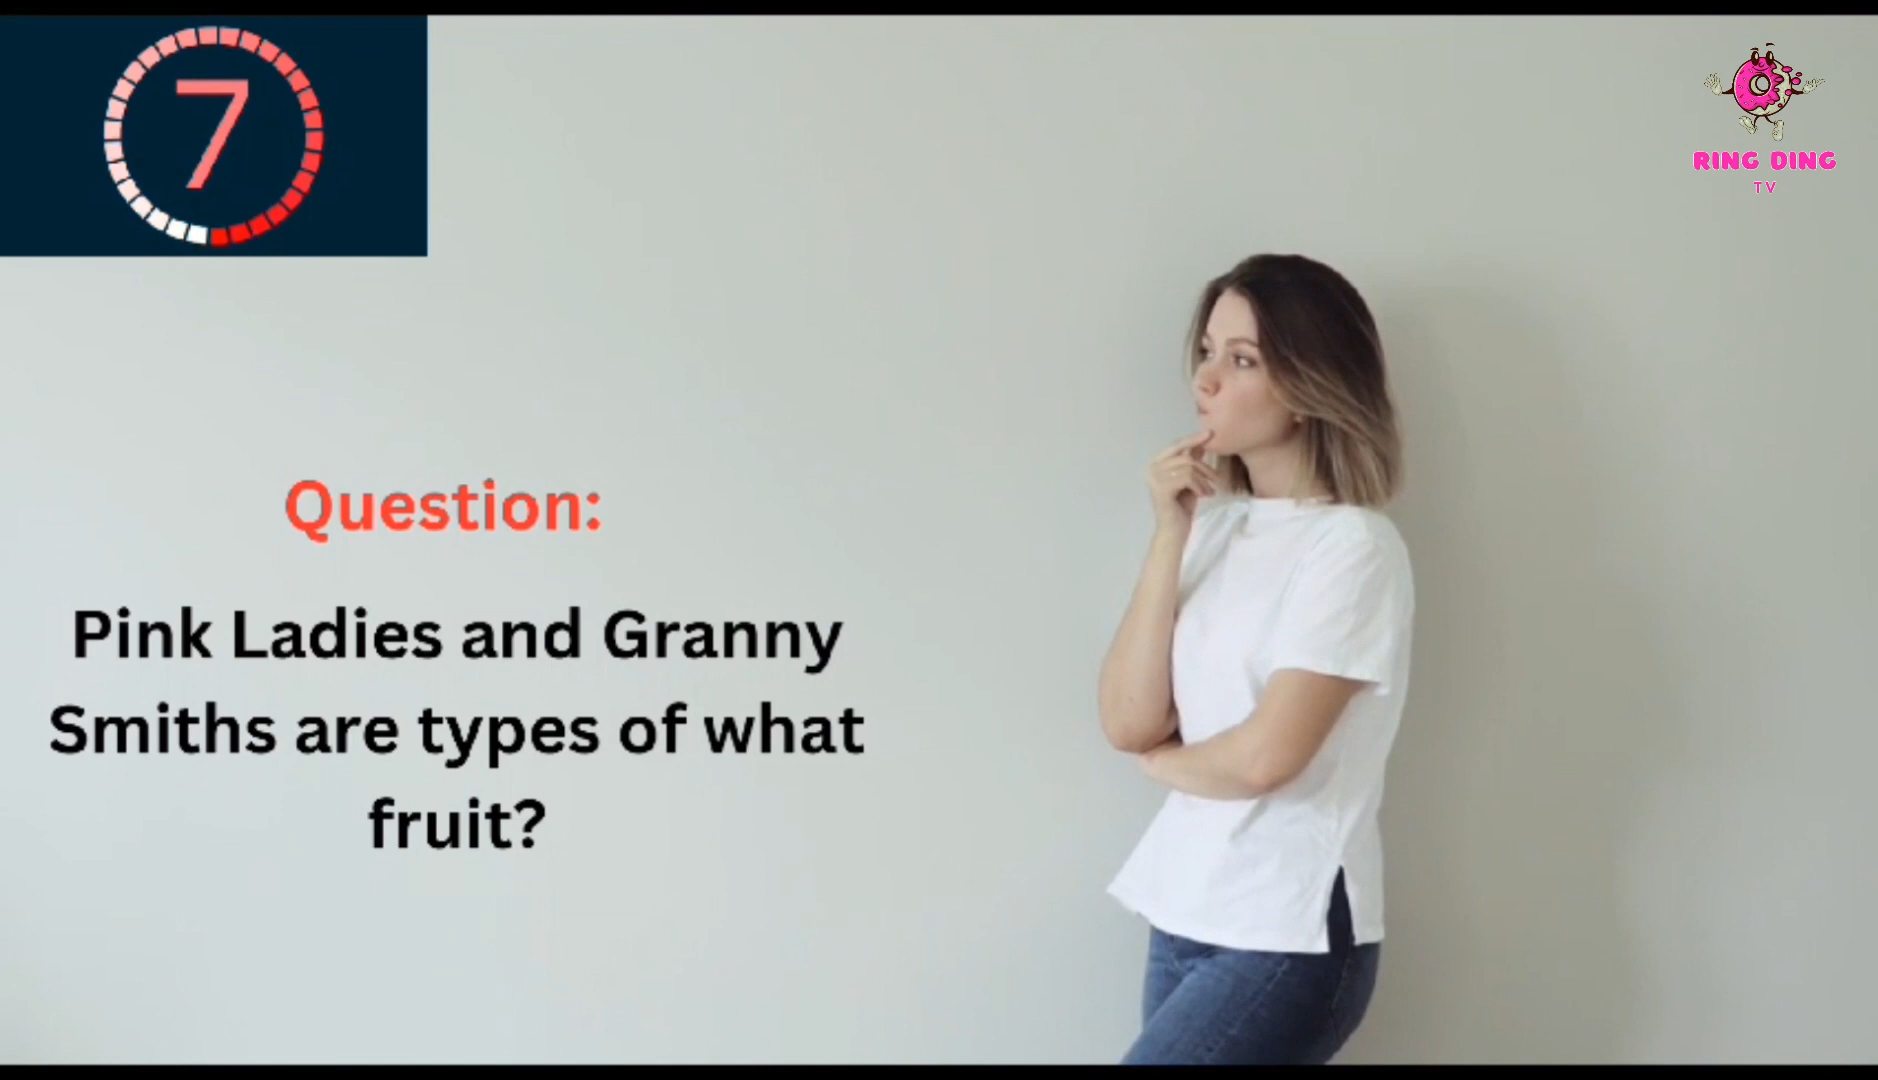 7
RING DING
TV
Question:
Pink Ladies and Granny
Smiths are types of what
fruit?